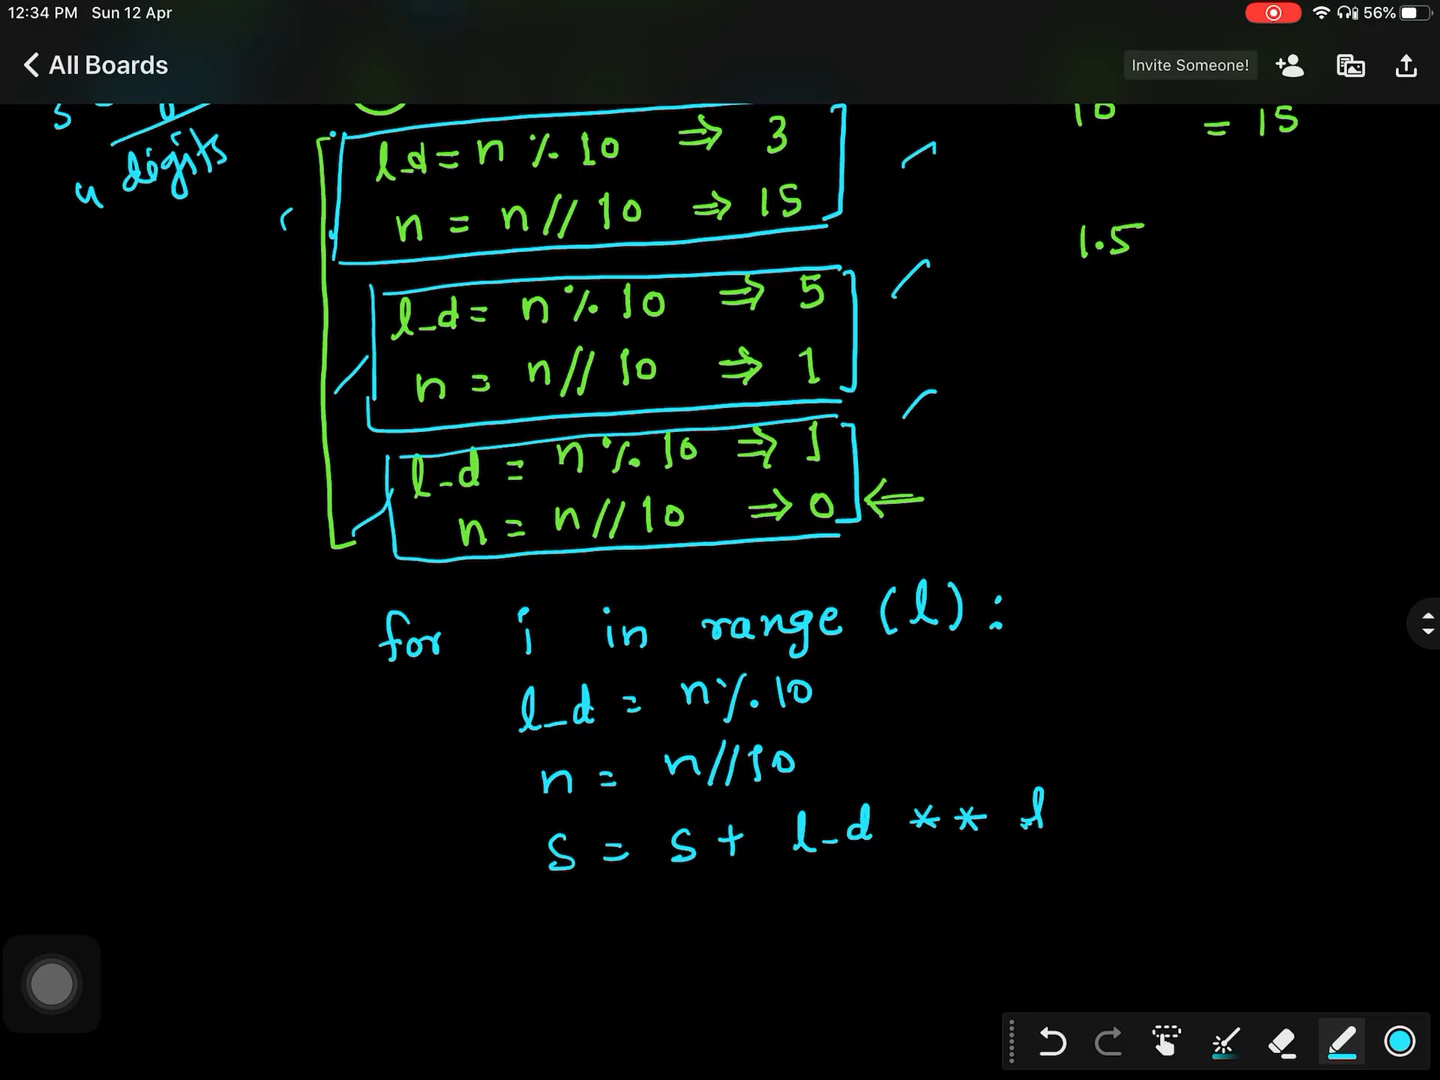 12:34 PM Sun 12 Apr
56%
All Boards
Invite Someone!
s
digits
4
10
= 15
1.5
l_d = n % 10 ⇒ 3
n = n // 10 ⇒ 15
l_d = n % 10 ⇒ 5
n = n // 10 ⇒ 1
l_d = n % 10 ⇒ 1
n = n // 10 ⇒ 0 ⇐
for i in range (l) :
l_d = n % 10
n = n // 10
s = s + l_d ** l